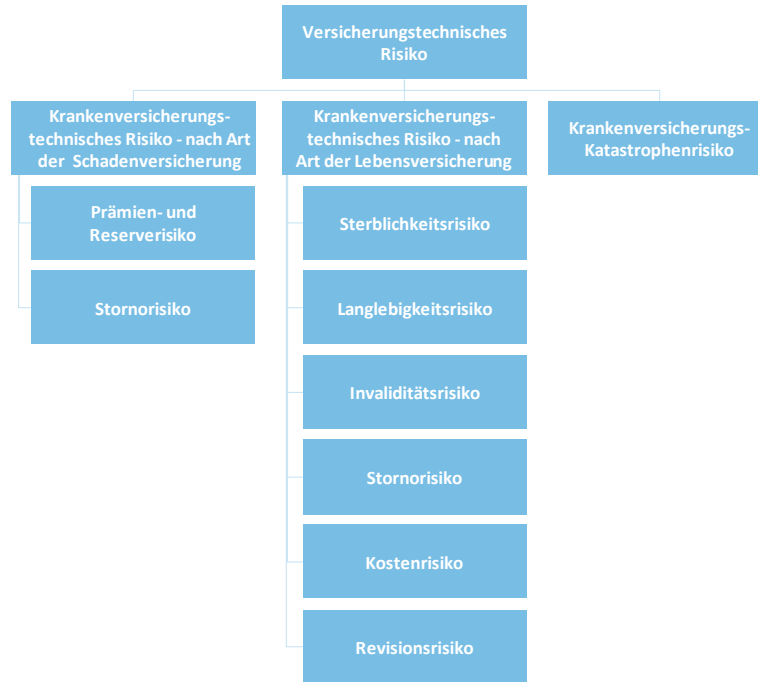 Versicherungstechnisches
Risiko
Krankenversicherungs-
technisches Risiko - nach Art
der Schadenversicherung
Krankenversicherungs-
technisches Risiko - nach
Art der Lebensversicherung
Krankenversicherungs-
Katastrophenrisiko
Prämien- und
Reserverisiko
Stornorisiko
Sterblichkeitsrisiko
Langlebigkeitsrisiko
Invaliditätsrisiko
Stornorisiko
Kostenrisiko
Revisionsrisiko